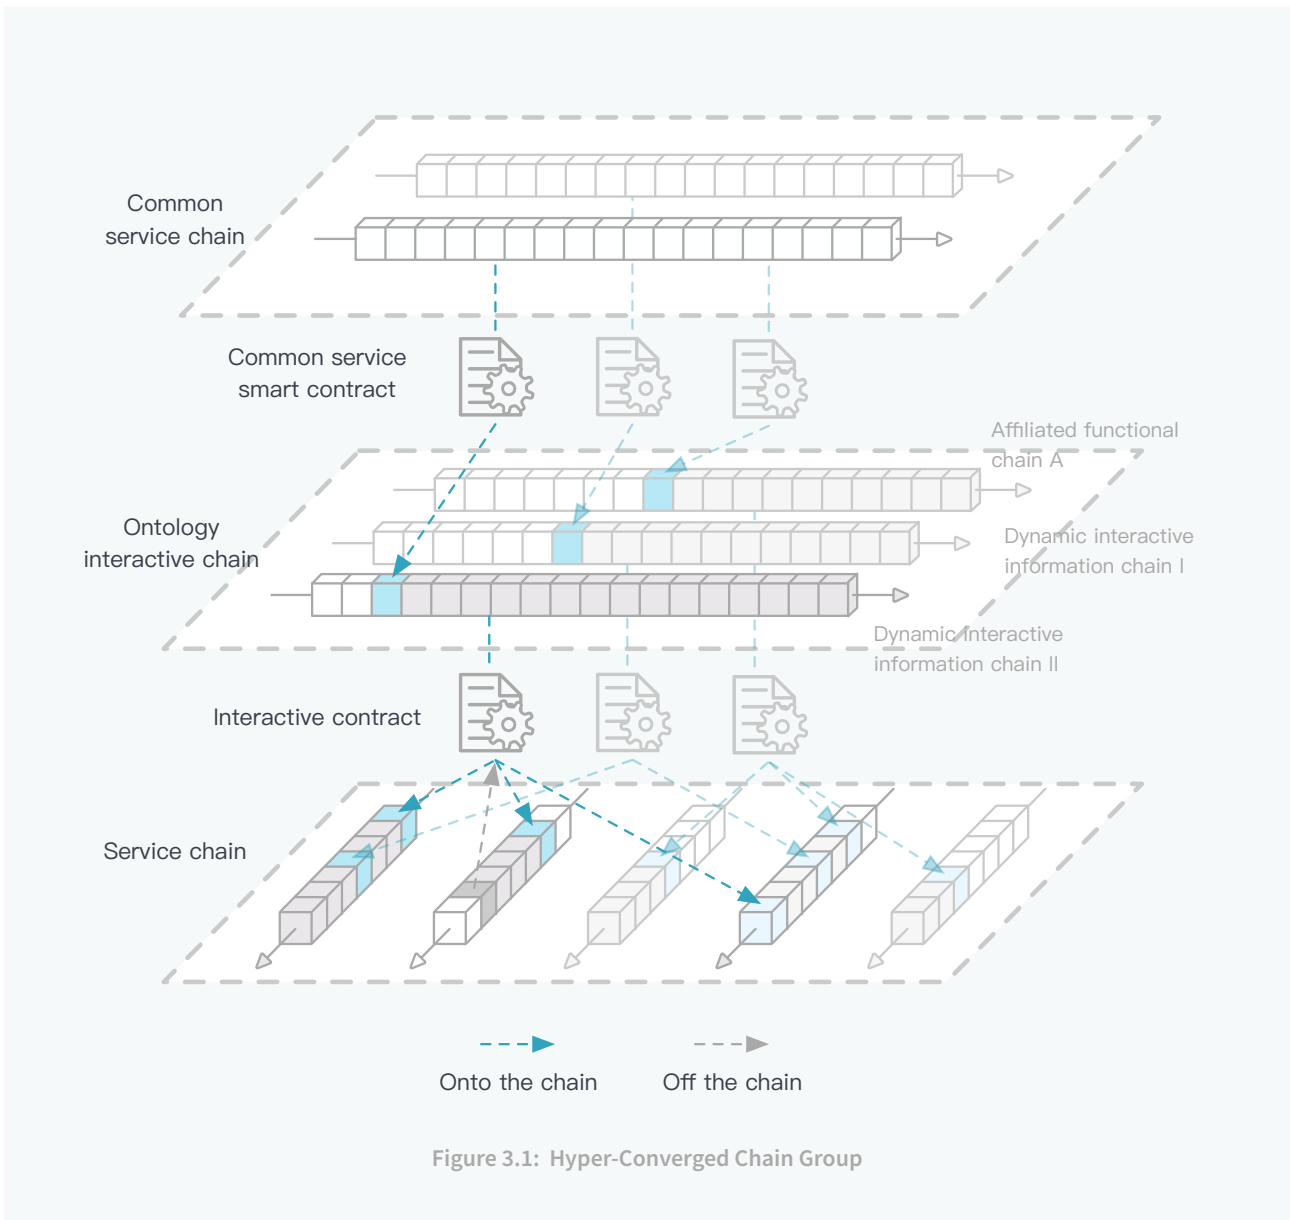 Common
service chain
Common service
smart contract
Affiliated functional
chain A
Ontology
interactive chain
Dynamic interactive
information chain I
Dynamic interactive
information chain II
Interactive contract
Service chain
Onto the chain
Off the chain
Figure 3.1: Hyper-Converged Chain Group